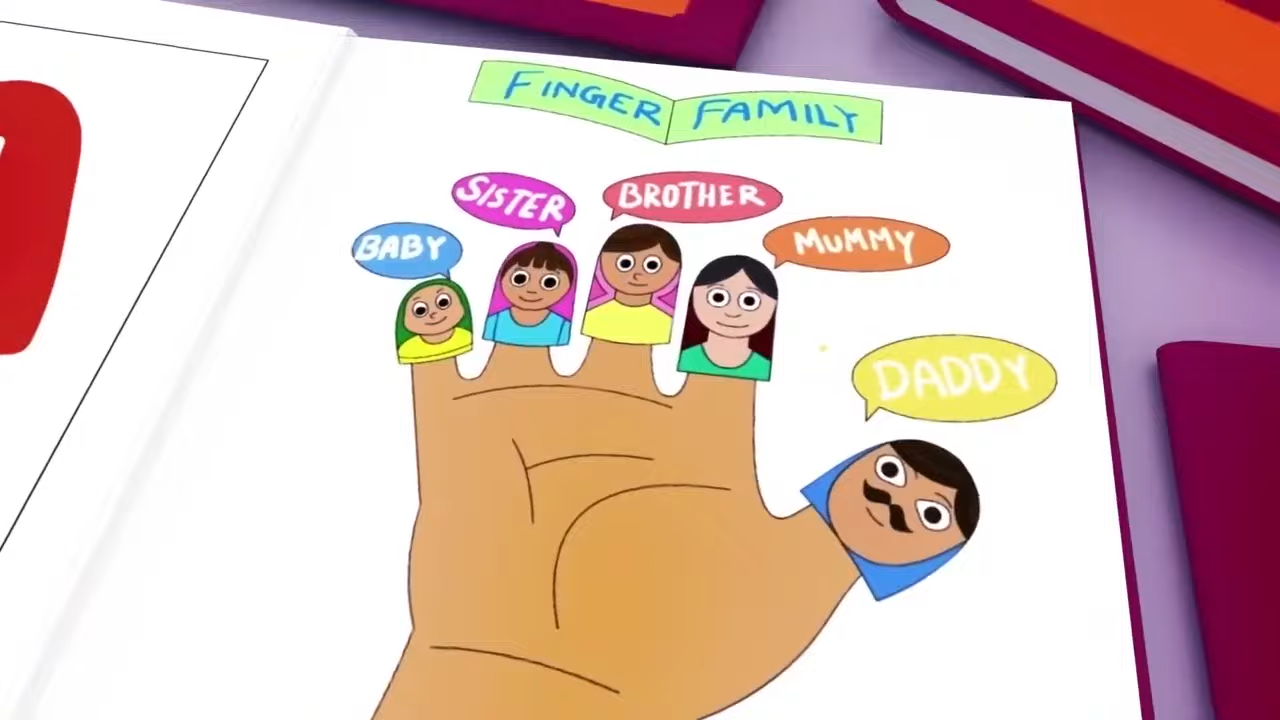 FINGER FAMILY
SISTER
BROTHER
BABY
MUMMY
DADDY